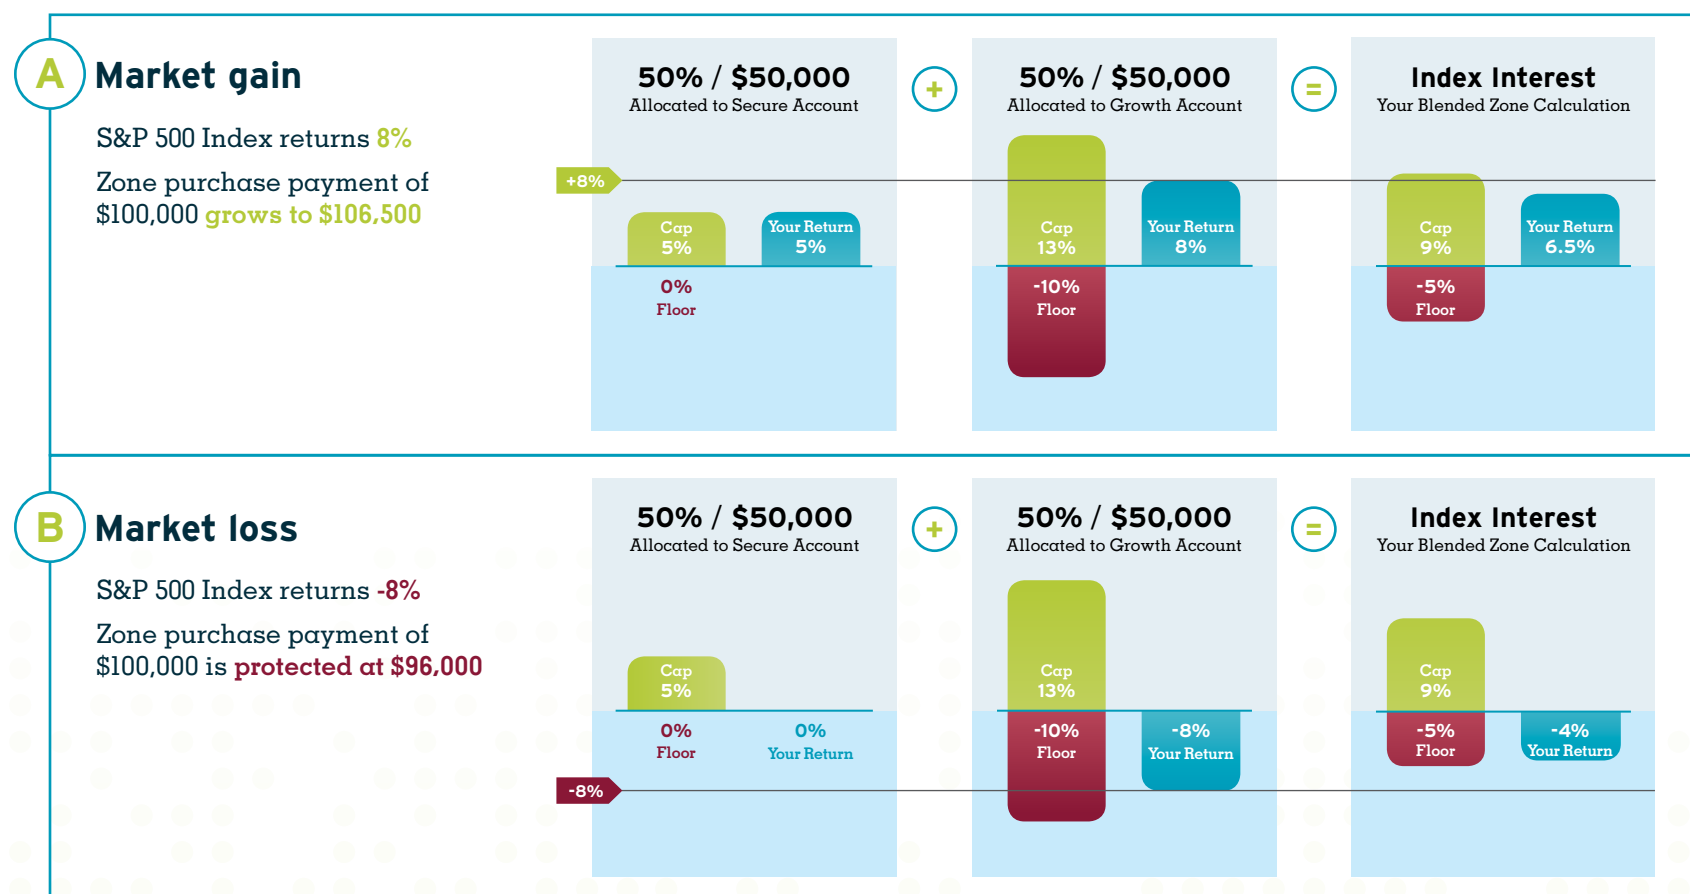 A
Market gain
S&P 500 Index returns 8%
Zone purchase payment of
$100,000 grows to $106,500
50% / $50,000
Allocated to Secure Account
+
50% / $50,000
Allocated to Growth Account
=
Index Interest
Your Blended Zone Calculation
+8%
Cap
5%
Your Return
5%
0%
Floor
Cap
13%
Your Return
8%
-10%
Floor
Cap
9%
Your Return
6.5%
-5%
Floor
B
Market loss
S&P 500 Index returns -8%
Zone purchase payment of
$100,000 is protected at $96,000
50% / $50,000
Allocated to Secure Account
+
50% / $50,000
Allocated to Growth Account
=
Index Interest
Your Blended Zone Calculation
Cap
5%
0%
Floor
0%
Your Return
Cap
13%
-10%
Floor
-8%
Your Return
Cap
9%
-5%
Floor
-4%
Your Return
-8%